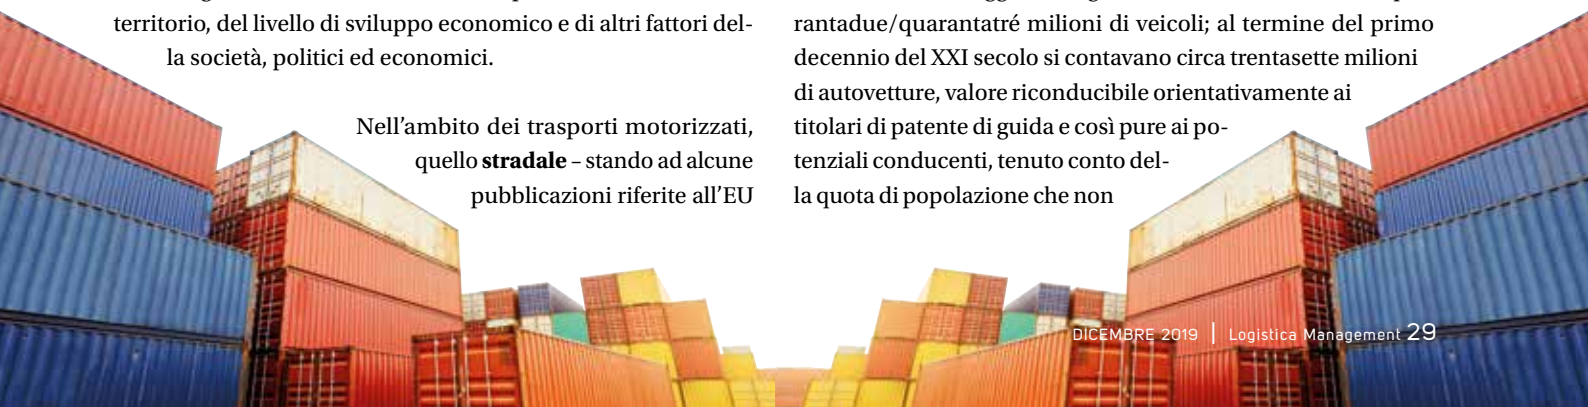 territorio, del livello di sviluppo economico e di altri fattori del-
la società, politici ed economici.
Nell’ambito dei trasporti motorizzati,
quello stradale – stando ad alcune
pubblicazioni riferite all’EU
rantadue/quarantatré milioni di veicoli; al termine del primo
decennio del XXI secolo si contavano circa trentasette milioni
di autovetture, valore riconducibile orientativamente ai
titolari di patente di guida e così pure ai po-
tenziali conducenti, tenuto conto del-
la quota di popolazione che non
DICEMBRE 2019 | Logistica Management 29